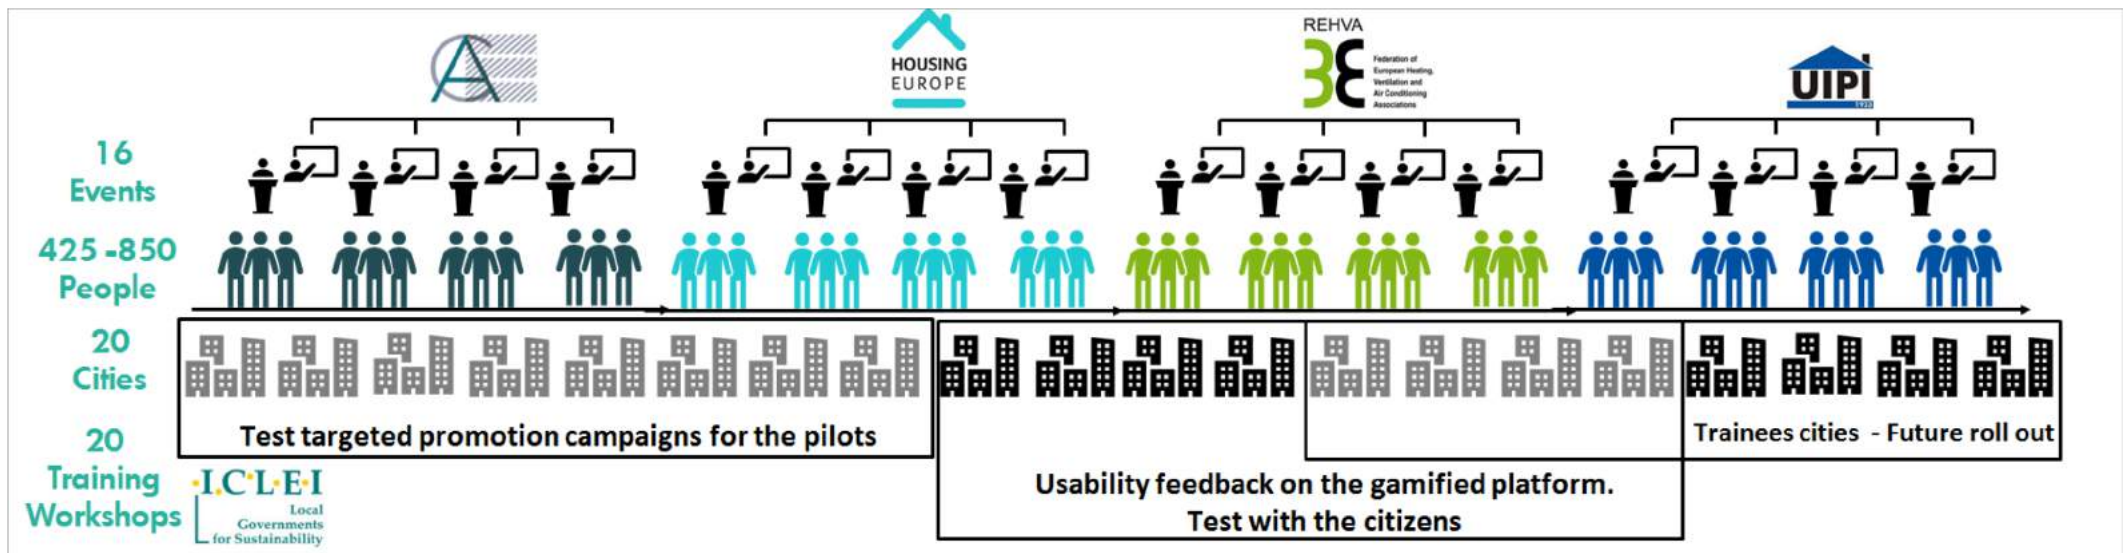 ACE
HOUSING
EUROPE
REHVA
Federation of
European Heating,
Ventilation and
Air Conditioning
Associations
UIPI
1923
16
Events
425 -850
People
20
Cities
20
Training
Workshops
Test targeted promotion campaigns for the pilots
Trainees cities - Future roll out
Usability feedback on the gamified platform.
Test with the citizens
·I.C·L·E·I
Local
Governments
for Sustainability